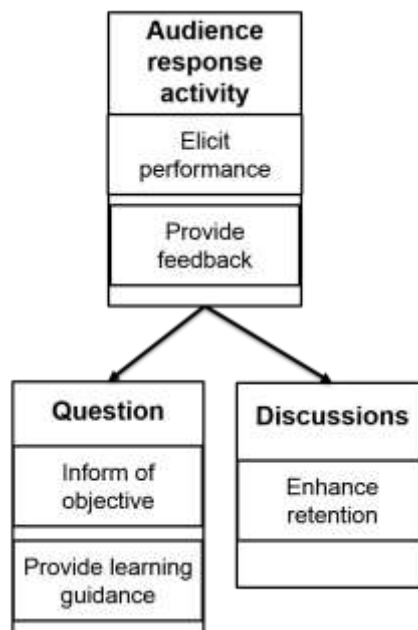 Audience
response
activity
Elicit
performance
Provide
feedback
Question
Inform of
objective
Provide learning
guidance
Discussions
Enhance
retention